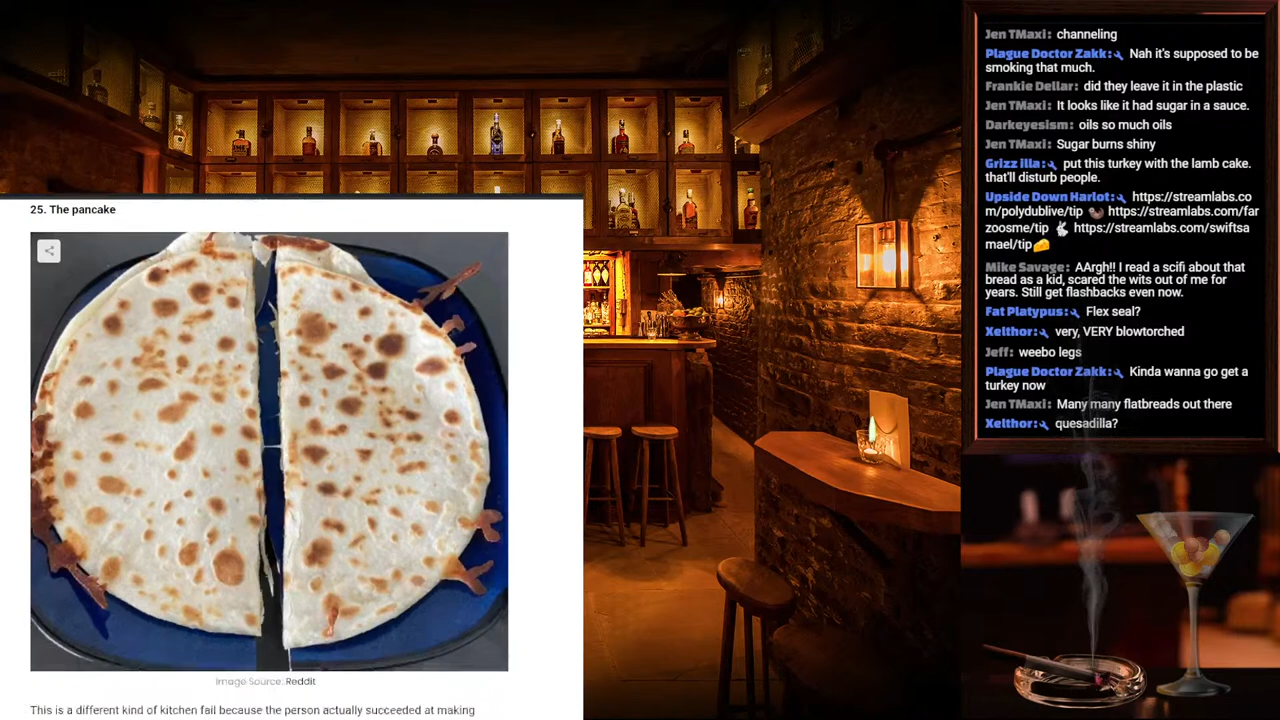 25. The pancake
Image Source: Reddit
This is a different kind of kitchen fail because the person actually succeeded at making
Jen TMaxi: channeling
Plague Doctor Zakk: Nah it's supposed to be
smoking that much.
Frankie Dellar: did they leave it in the plastic
Jen TMaxi: It looks like it had sugar in a sauce.
Darkeyesism: oils so much oils
Jen TMaxi: Sugar burns shiny
Grizz illa: put this turkey with the lamb cake.
that'll disturb people.
Upside Down Harlot: https://streamlabs.co
m/polydublive/tip 🦔 https://streamlabs.com/far
zoosme/tip 🐇 https://streamlabs.com/swiftsa
mael/tip🧀
Mike Savage: AArgh!! I read a scifi about that
bread as a kid, scared the wits out of me for
years. Still get flashbacks even now.
Fat Platypus: Flex seal?
Xelthor: very, VERY blowtorched
Jeff: weebo legs
Plague Doctor Zakk: Kinda wanna go get a
turkey now
Jen TMaxi: Many many flatbreads out there
Xelthor: quesadilla?